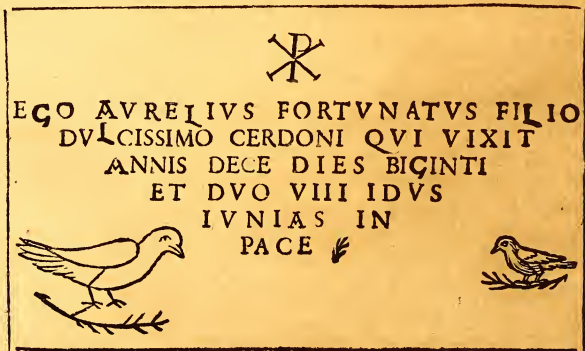 ☧
EGO AVRELIVS FORTVNATVS FILIO
DVLCISSIMO CERDONI QVI VIXIT
ANNIS DECE DIES BIGINTI
ET DVO VIII IDVS
IVNIAS IN
PACE